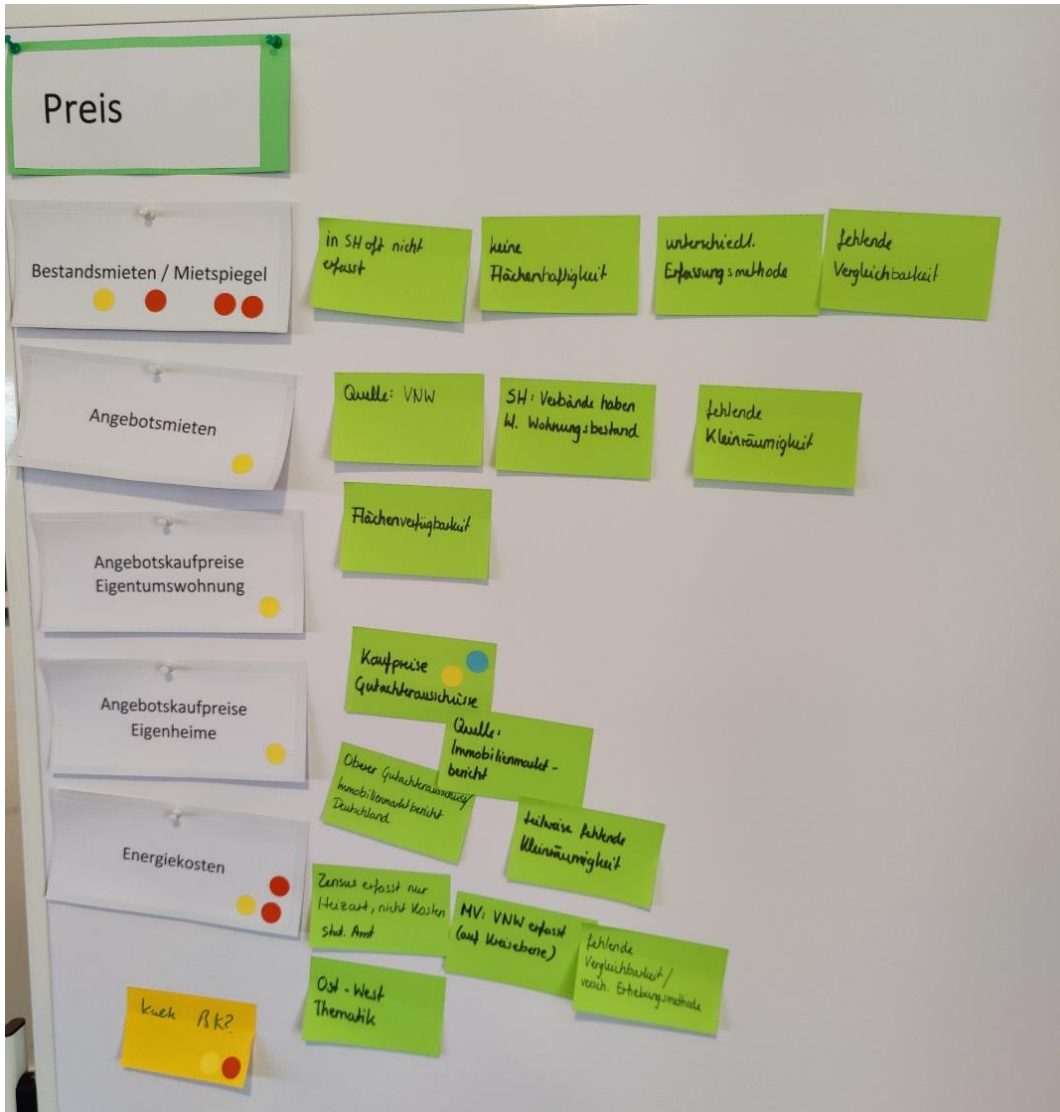 Preis
Bestandsmieten / Mietspiegel
in SH oft nicht
erfasst
keine
Flächenhaftigkeit
unterschiedl.
Erfassungsmethode
fehlende
Vergleichbarkeit
Angebotsmieten
Quelle: VNW
SH: Verbände haben
kl. Wohnungsbestand
fehlende
Kleinräumigkeit
Angebotskaufpreise
Eigentumswohnung
Flächenverfügbarkeit
Angebotskaufpreise
Eigenheime
Kaufpreise
Gutachterausschüsse
Quelle:
Immobilienmarkt-
bericht
Oberer Gutachterausschuss/
Immobilienmarktbericht
Deutschland
teilweise fehlende
Kleinräumigkeit
Energiekosten
Zensus erfasst nur
Heizart, nicht Kosten
stat. Amt
MV: VNW erfasst
(auf Kreisebene)
fehlende
Vergleichbarkeit /
versch. Erhebungsmethode
Ost-West
Thematik
BK?